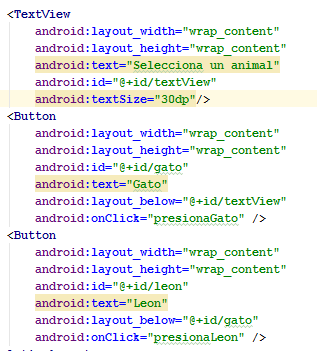 <TextView
android:layout_width="wrap_content"
android:layout_height="wrap_content"
android:text="Selecciona un animal"
android:id="@+id/textView"
android:textSize="30dp"/>
<Button
android:layout_width="wrap_content"
android:layout_height="wrap_content"
android:id="@+id/gato"
android:text="Gato"
android:layout_below="@+id/textView"
android:onClick="presionaGato" />
<Button
android:layout_width="wrap_content"
android:layout_height="wrap_content"
android:id="@+id/leon"
android:text="Leon"
android:layout_below="@+id/gato"
android:onClick="presionaLeon" />